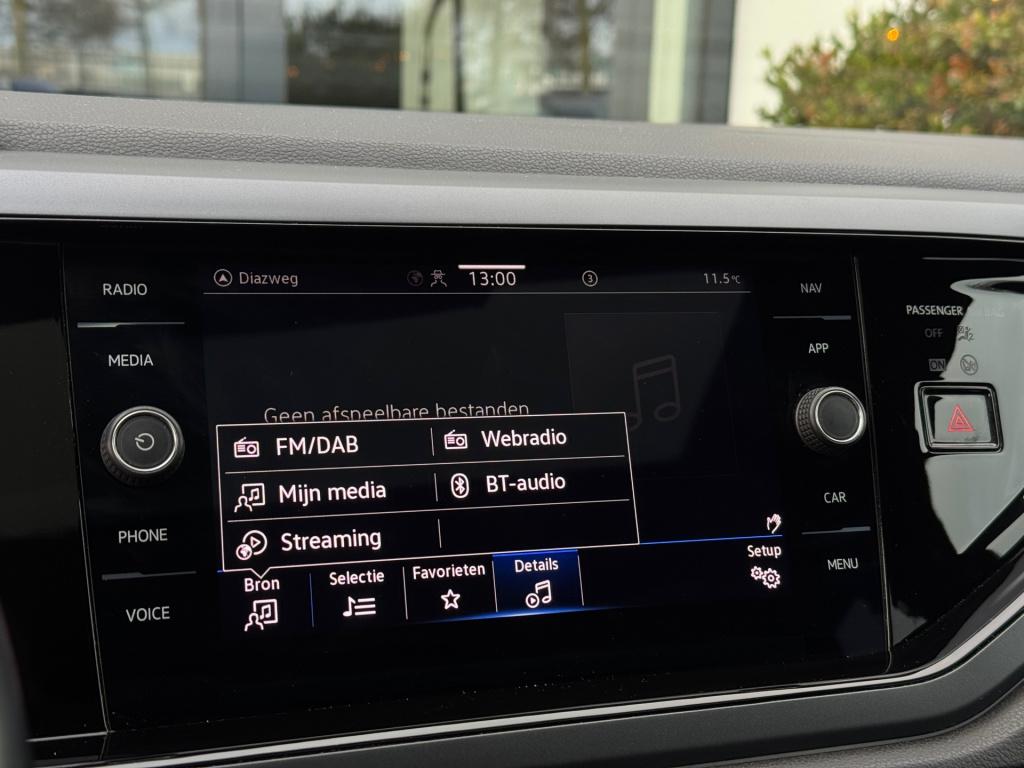 RADIO
MEDIA
PHONE
VOICE
Diazweg
13:00
3
11.5°C
Geen afspeelbare bestanden
FM/DAB
Webradio
Mijn media
BT-audio
Streaming
Bron
Selectie
Favorieten
Details
Setup
NAV
APP
CAR
MENU
PASSENGER
OFF
ON